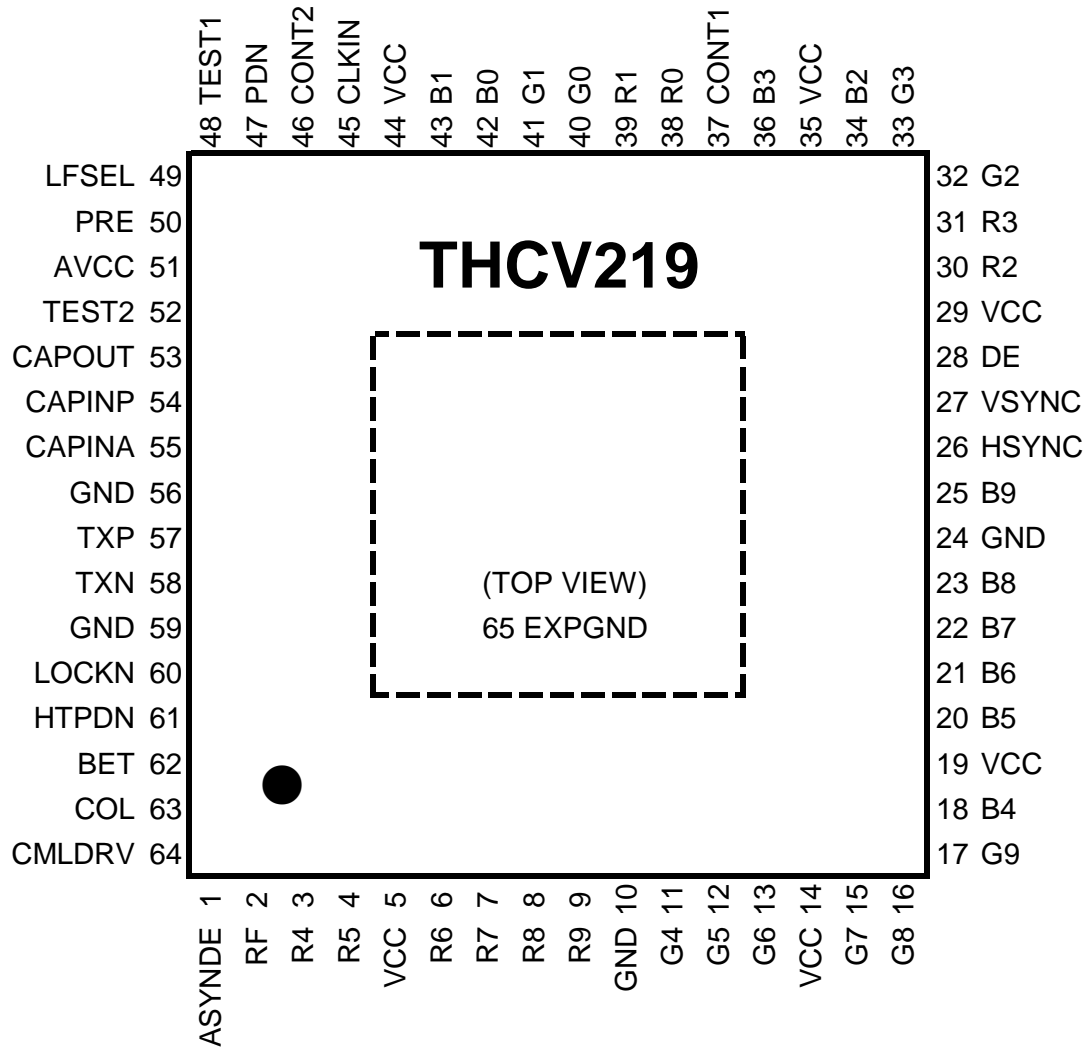 48 TEST1
47 PDN
46 CONT2
45 CLKIN
44 VCC
43 B1
42 B0
41 G1
40 G0
39 R1
38 R0
37 CONT1
36 B3
35 VCC
34 B2
33 G3
LFSEL 49
PRE 50
AVCC 51
TEST2 52
CAPOUT 53
CAPINP 54
CAPINA 55
GND 56
TXP 57
TXN 58
GND 59
LOCKN 60
HTPDN 61
BET 62
COL 63
CMLDRV 64
THCV219
(TOP VIEW)
65 EXPGND
32 G2
31 R3
30 R2
29 VCC
28 DE
27 VSYNC
26 HSYNC
25 B9
24 GND
23 B8
22 B7
21 B6
20 B5
19 VCC
18 B4
17 G9
ASYNDE 1
RF 2
R4 3
R5 4
VCC 5
R6 6
R7 7
R8 8
R9 9
GND 10
G4 11
G5 12
G6 13
VCC 14
G7 15
G8 16